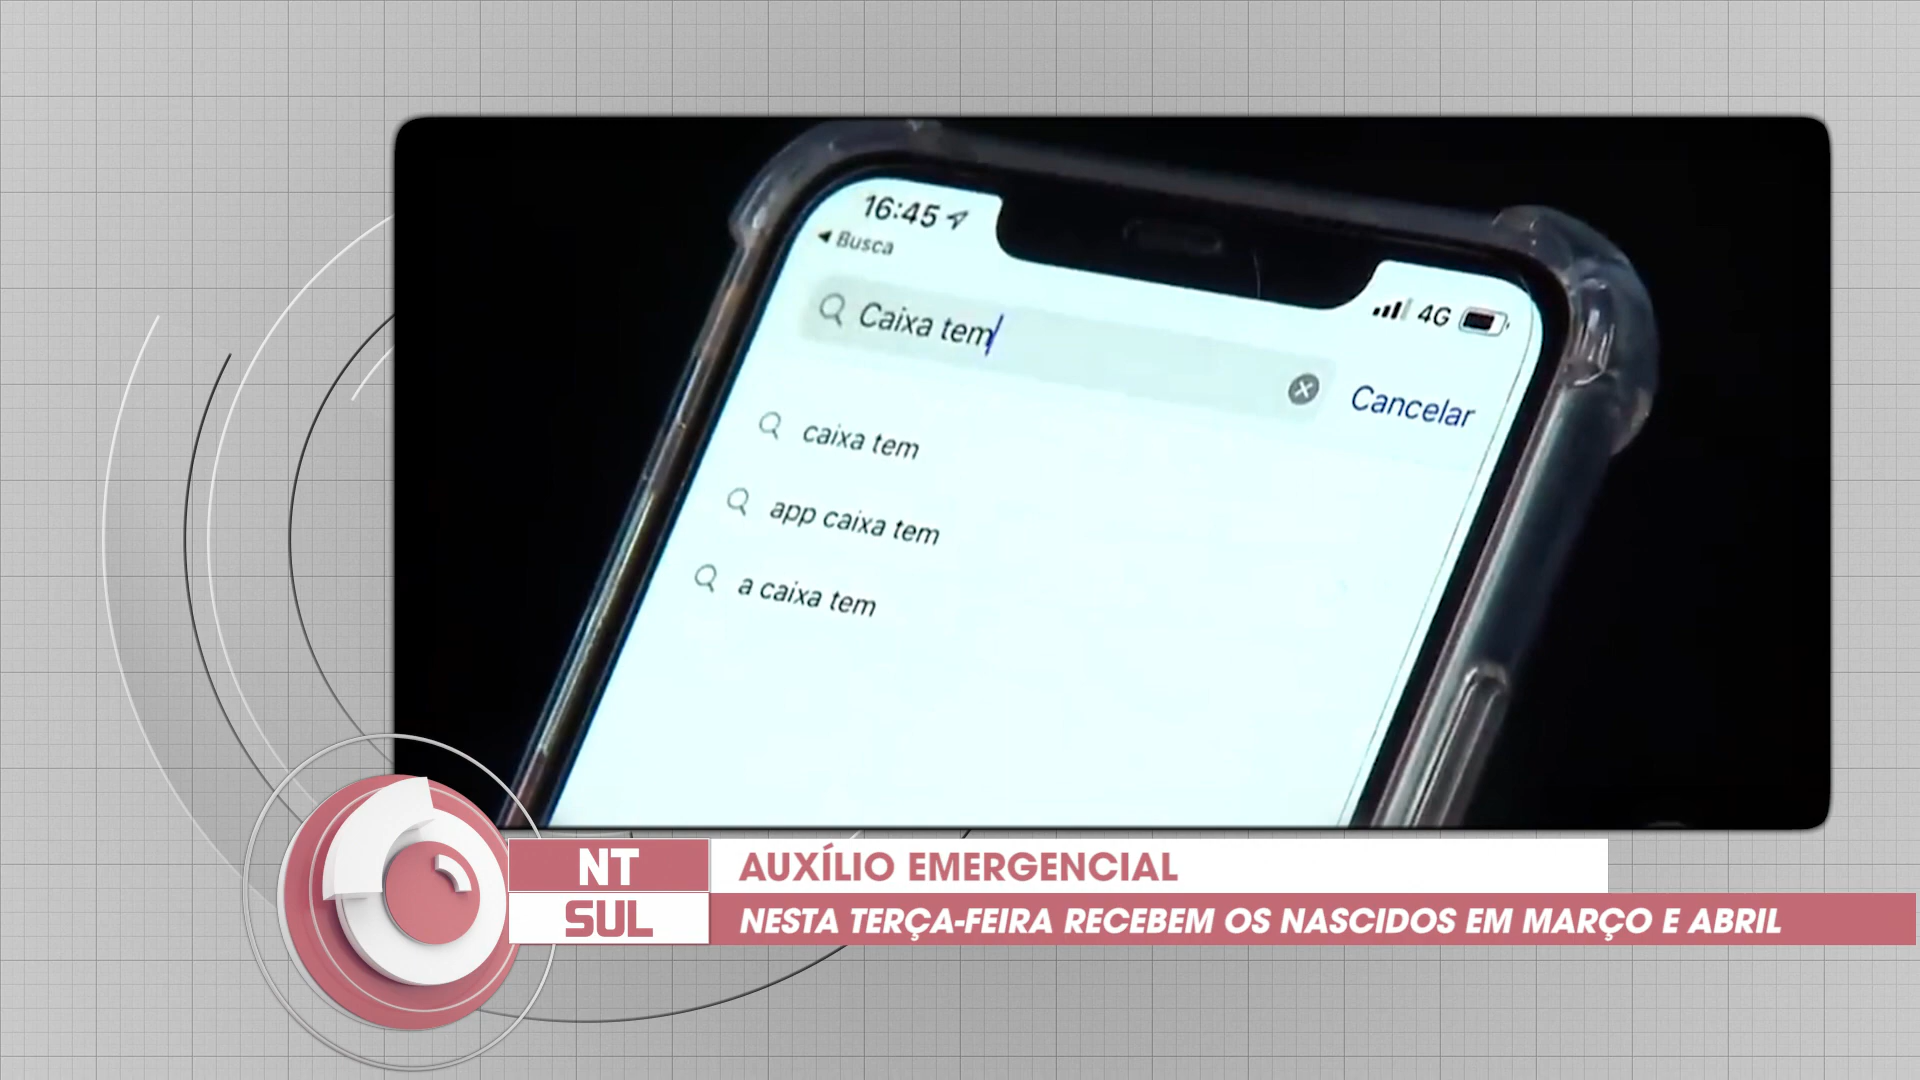 16:45
Busca
4G
Caixa tem
Cancelar
caixa tem
app caixa tem
a caixa tem
NT
SUL
AUXÍLIO EMERGENCIAL
NESTA TERÇA-FEIRA RECEBEM OS NASCIDOS EM MARÇO E ABRIL